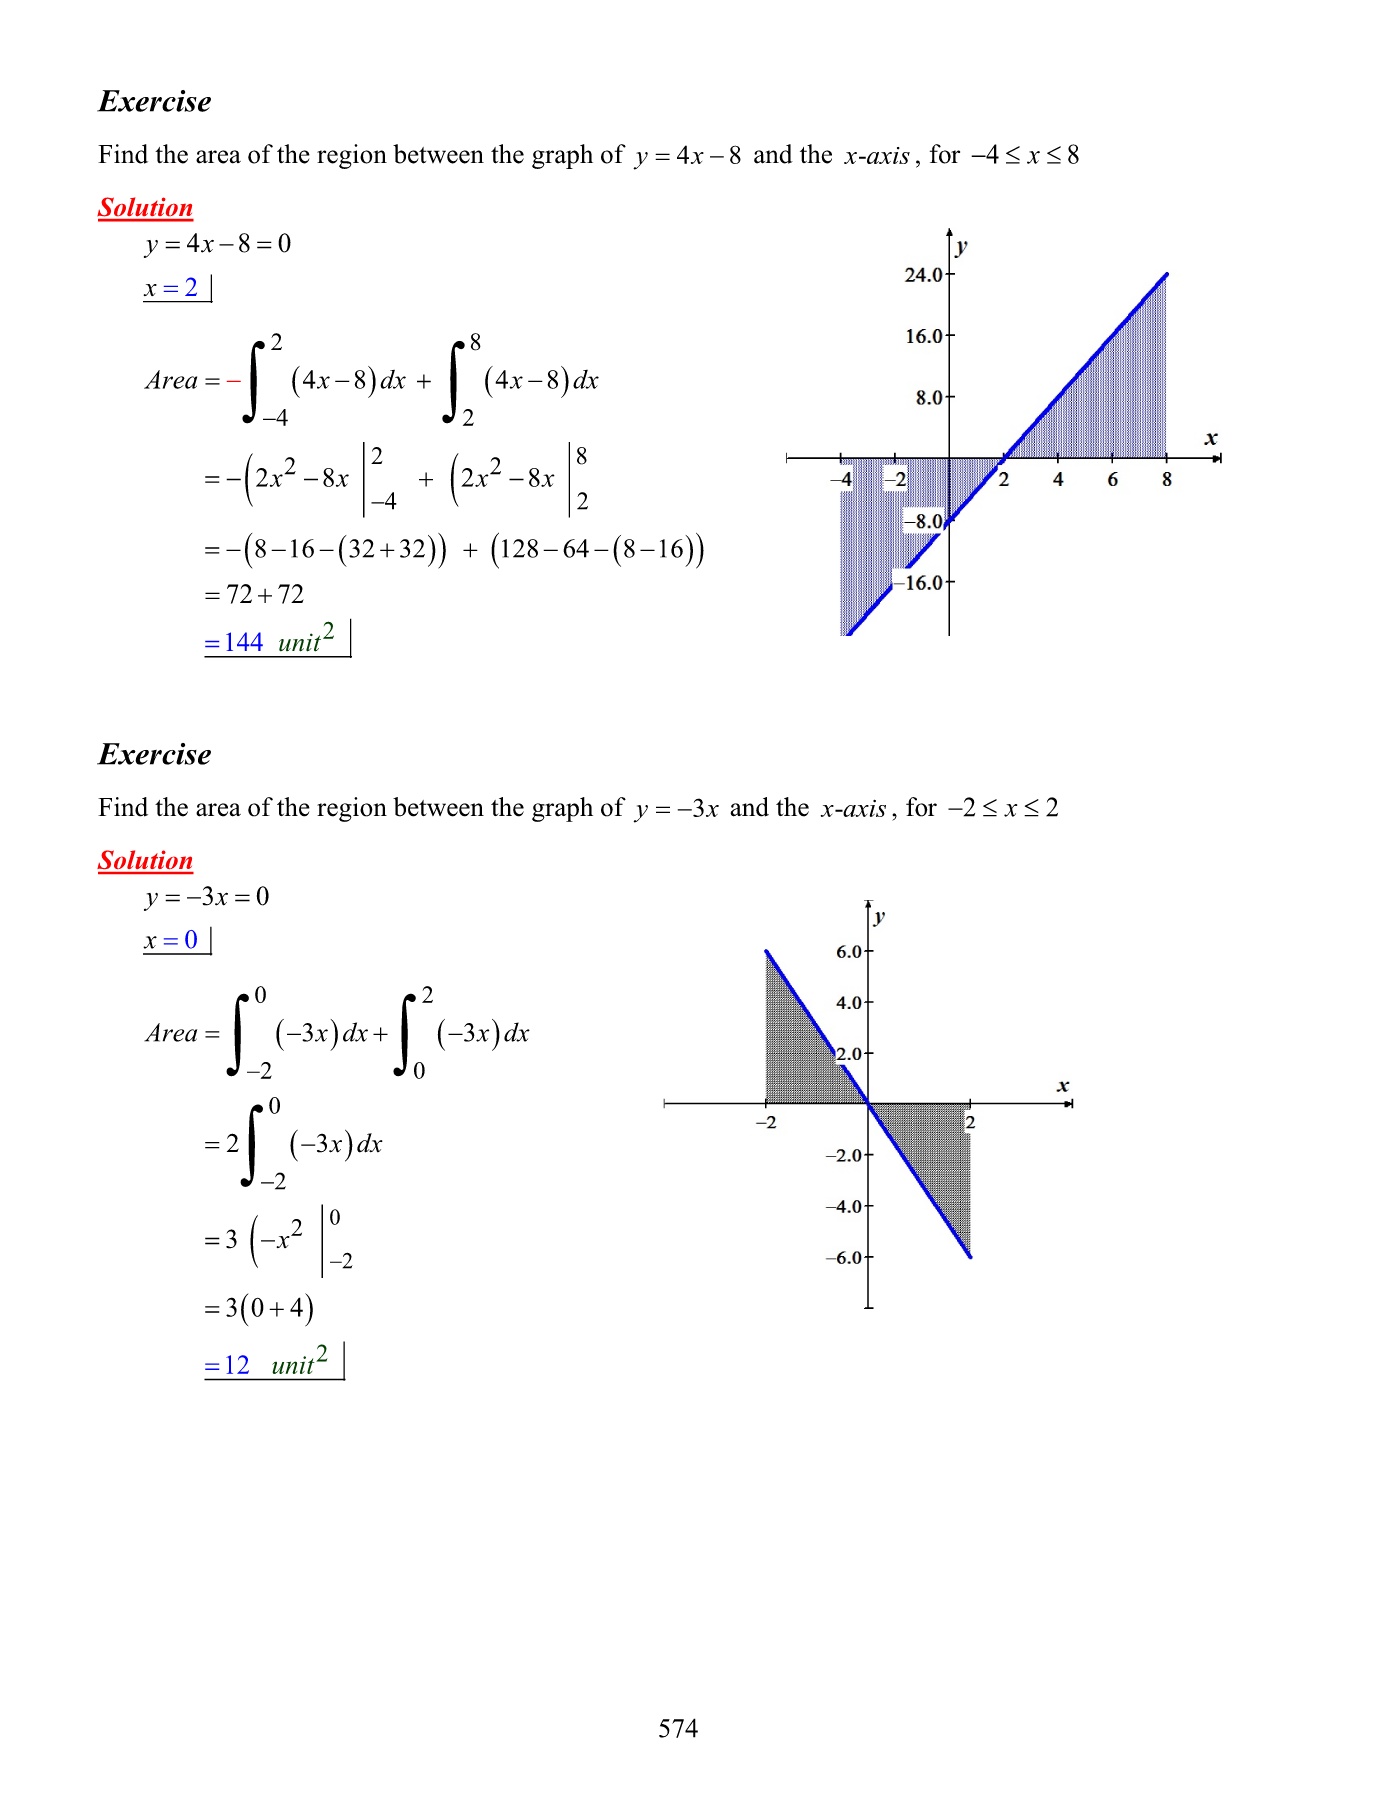 Exercise
Find the area of the region between the graph of y = 4x − 8 and the x-axis, for −4 ≤ x ≤ 8
Solution
y = 4x − 8 = 0
x = 2
Area = −∫_{−4}^{2} (4x − 8) dx + ∫_{2}^{8} (4x − 8) dx
= −(2x² − 8x |_{−4}^{2} + (2x² − 8x |_{2}^{8}
= −(8 − 16 − (32 + 32)) + (128 − 64 − (8 − 16))
= 72 + 72
= 144 unit²
y
24.0
16.0
8.0
x
−4 −2 2 4 6 8
−8.0
−16.0
Exercise
Find the area of the region between the graph of y = −3x and the x-axis, for −2 ≤ x ≤ 2
Solution
y = −3x = 0
x = 0
Area = ∫_{−2}^{0} (−3x) dx + ∫_{0}^{2} (−3x) dx
= 2∫_{−2}^{0} (−3x) dx
= 3 (−x² |_{−2}^{0}
= 3(0 + 4)
= 12 unit²
y
6.0
4.0
2.0
x
−2 2
−2.0
−4.0
−6.0
574